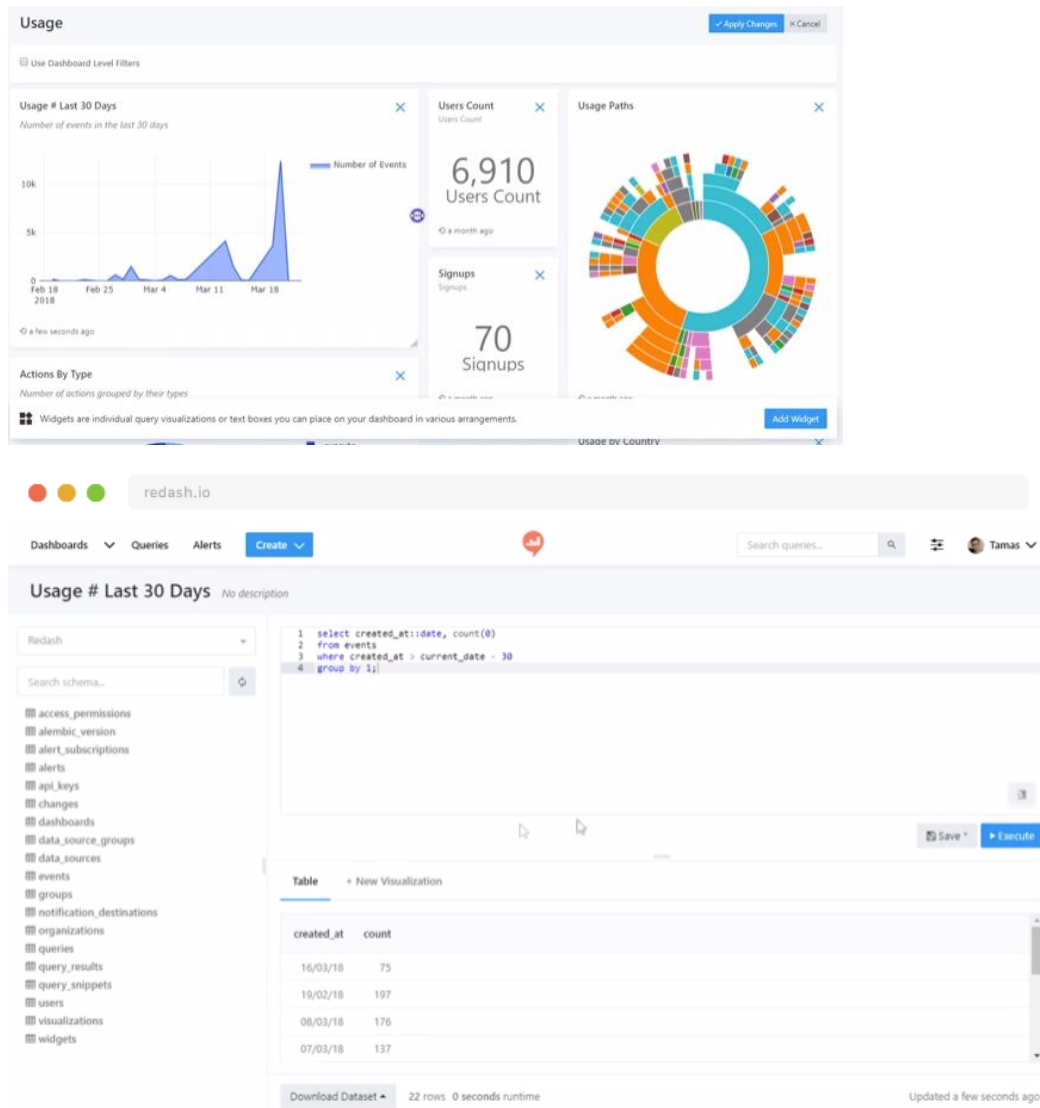 Usage
Apply Changes
× Cancel
Use Dashboard Level Filters
Usage # Last 30 Days
Number of events in the last 30 days
Number of Events
10k
5k
0
Feb 18
2018
Feb 25
Mar 4
Mar 11
Mar 18
a few seconds ago
Users Count
Users Count
6,910
Users Count
a month ago
Signups
Signups
70
Signups
a month ago
Usage Paths
a month ago
Actions By Type
Number of actions grouped by their types
Widgets are individual query visualizations or text boxes you can place on your dashboard in various arrangements.
Add Widget
Usage by Country
redash.io
Dashboards
Queries
Alerts
Create
Search queries...
Tamas
Usage # Last 30 Days No description
Redash
Search schema...
access_permissions
alembic_version
alert_subscriptions
alerts
api_keys
changes
dashboards
data_source_groups
data_sources
events
groups
notification_destinations
organizations
queries
query_results
query_snippets
users
visualizations
widgets
1 select created_at::date, count(0)
2 from events
3 where created_at > current_date - 30
4 group by 1;
Save *
Execute
Table
+ New Visualization
created_at count
16/03/18 75
19/02/18 197
08/03/18 176
07/03/18 137
Download Dataset
22 rows 0 seconds runtime
Updated a few seconds ago